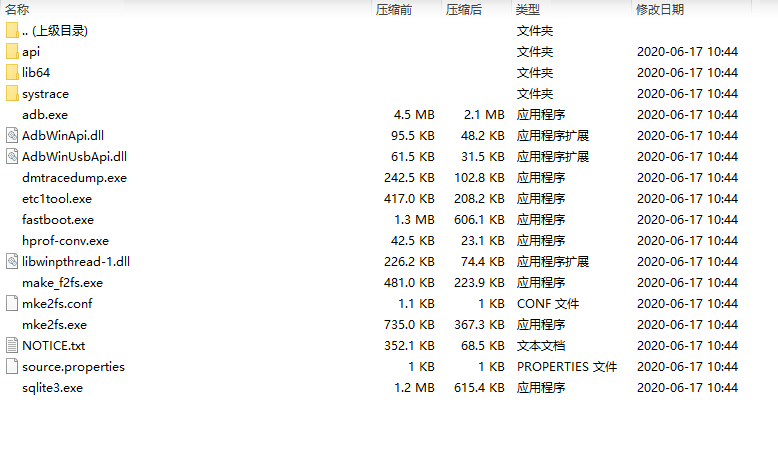 名称 压缩前 压缩后 类型 修改日期
.. (上级目录) 文件夹
api 文件夹 2020-06-17 10:44
lib64 文件夹 2020-06-17 10:44
systrace 文件夹 2020-06-17 10:44
adb.exe 4.5 MB 2.1 MB 应用程序 2020-06-17 10:44
AdbWinApi.dll 95.5 KB 48.2 KB 应用程序扩展 2020-06-17 10:44
AdbWinUsbApi.dll 61.5 KB 31.5 KB 应用程序扩展 2020-06-17 10:44
dmtracedump.exe 242.5 KB 102.8 KB 应用程序 2020-06-17 10:44
etc1tool.exe 417.0 KB 208.2 KB 应用程序 2020-06-17 10:44
fastboot.exe 1.3 MB 606.1 KB 应用程序 2020-06-17 10:44
hprof-conv.exe 42.5 KB 23.1 KB 应用程序 2020-06-17 10:44
libwinpthread-1.dll 226.2 KB 74.4 KB 应用程序扩展 2020-06-17 10:44
make_f2fs.exe 481.0 KB 223.9 KB 应用程序 2020-06-17 10:44
mke2fs.conf 1.1 KB 1 KB CONF 文件 2020-06-17 10:44
mke2fs.exe 735.0 KB 367.3 KB 应用程序 2020-06-17 10:44
NOTICE.txt 352.1 KB 68.5 KB 文本文档 2020-06-17 10:44
source.properties 1 KB 1 KB PROPERTIES 文件 2020-06-17 10:44
sqlite3.exe 1.2 MB 615.4 KB 应用程序 2020-06-17 10:44